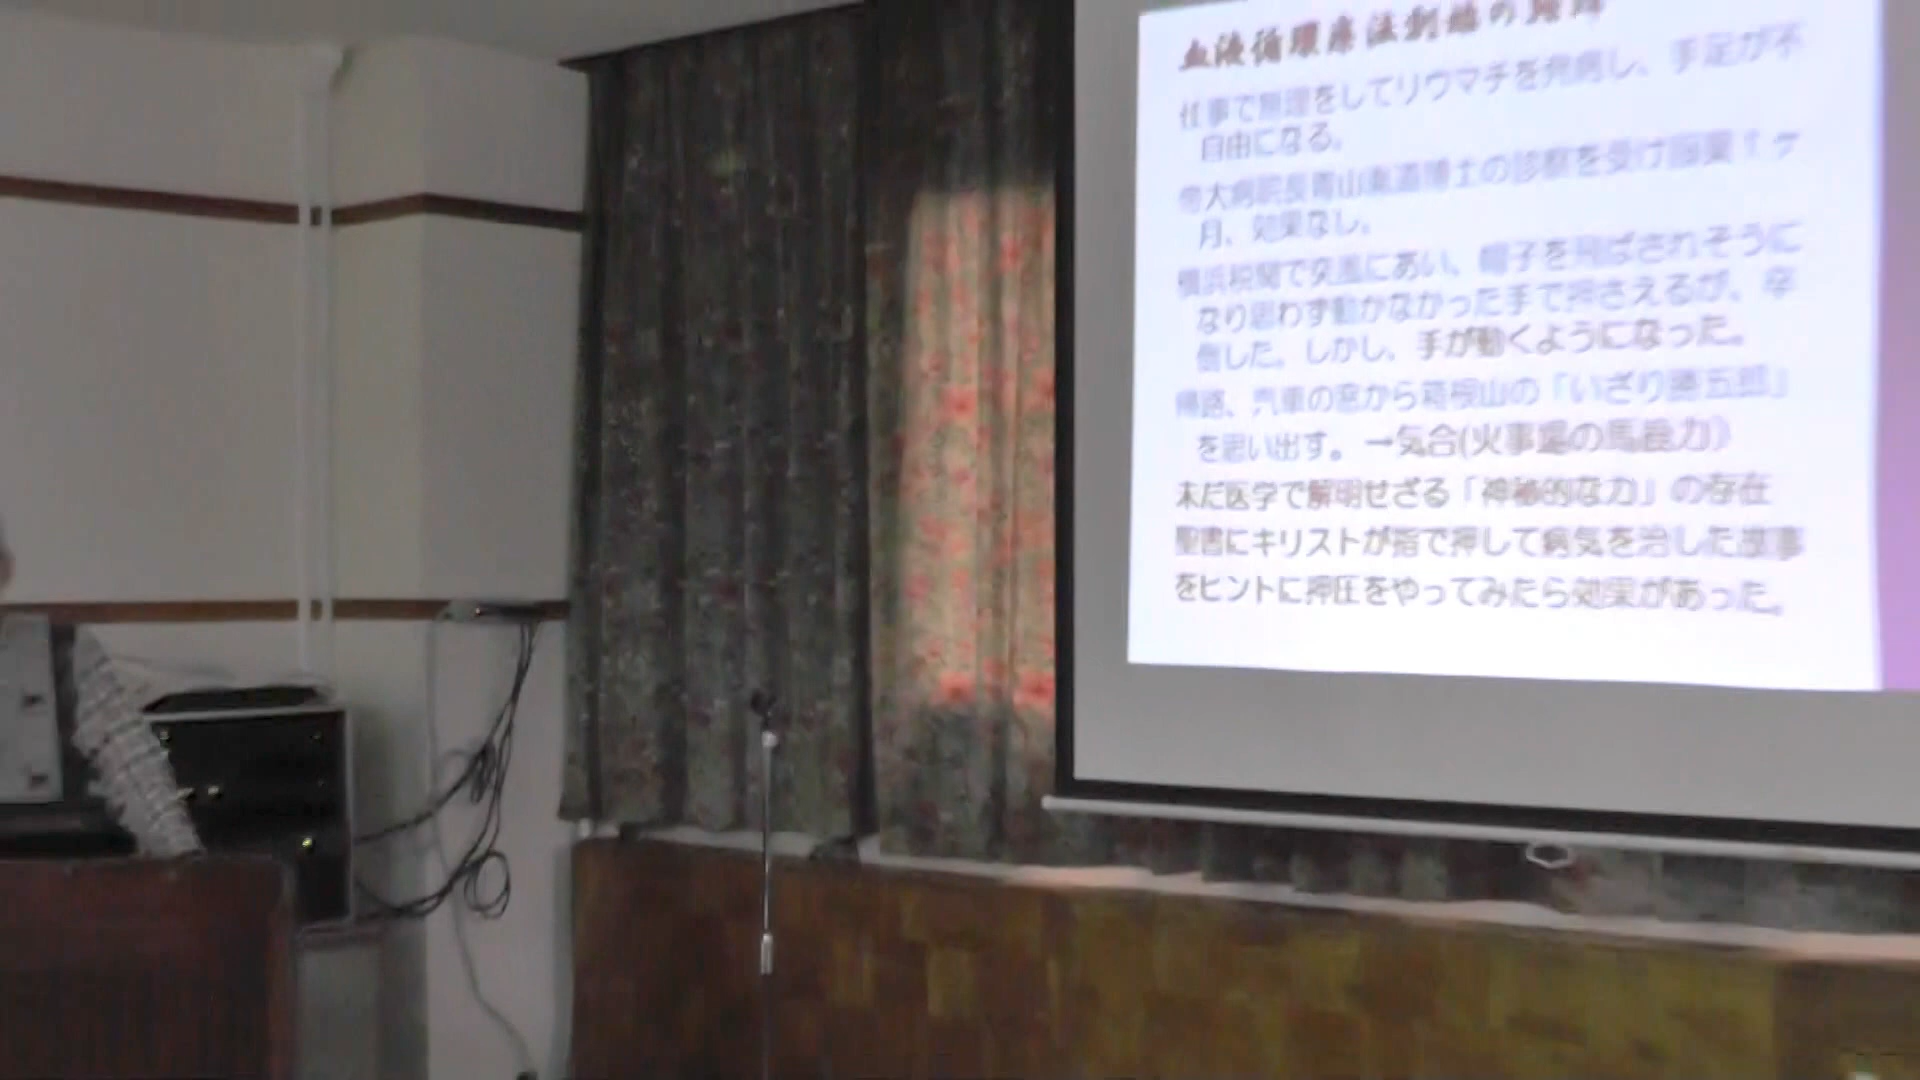 血液循環療法創始の
仕事で無理をしてリウマチを発病し、手足が不
自由になる。
帝大病院長青山胤道博士の診察を受け服薬1ヶ
月、効果なし。
横浜税関で突風にあい、帽子を飛ばされそうに
なり思わず動かなかった手で押さえるが、卒
倒した。しかし、手が動くようになった。
帰路、汽車の窓から箱根山の「いざり勝五郎」
を思い出す。→気合(火事場の馬鹿力)
未だ医学で解明せざる「神秘的な力」の存在
聖書にキリストが指で押して病気を治した故事
をヒントに押圧をやってみたら効果があった。